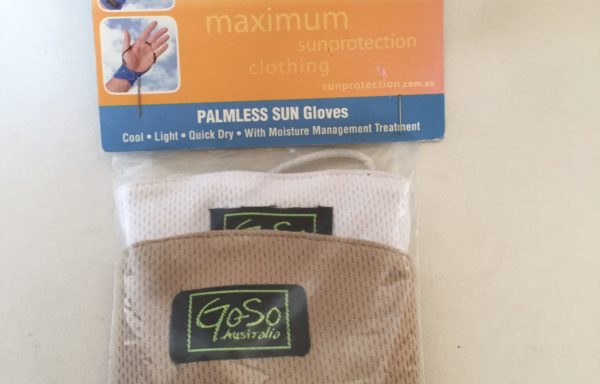 maximum
sunprotection
clothing
sunprotection.com.au
PALMLESS SUN Gloves
Cool • Light • Quick Dry • With Moisture Management Treatment
GoSo
GoSo
Australia